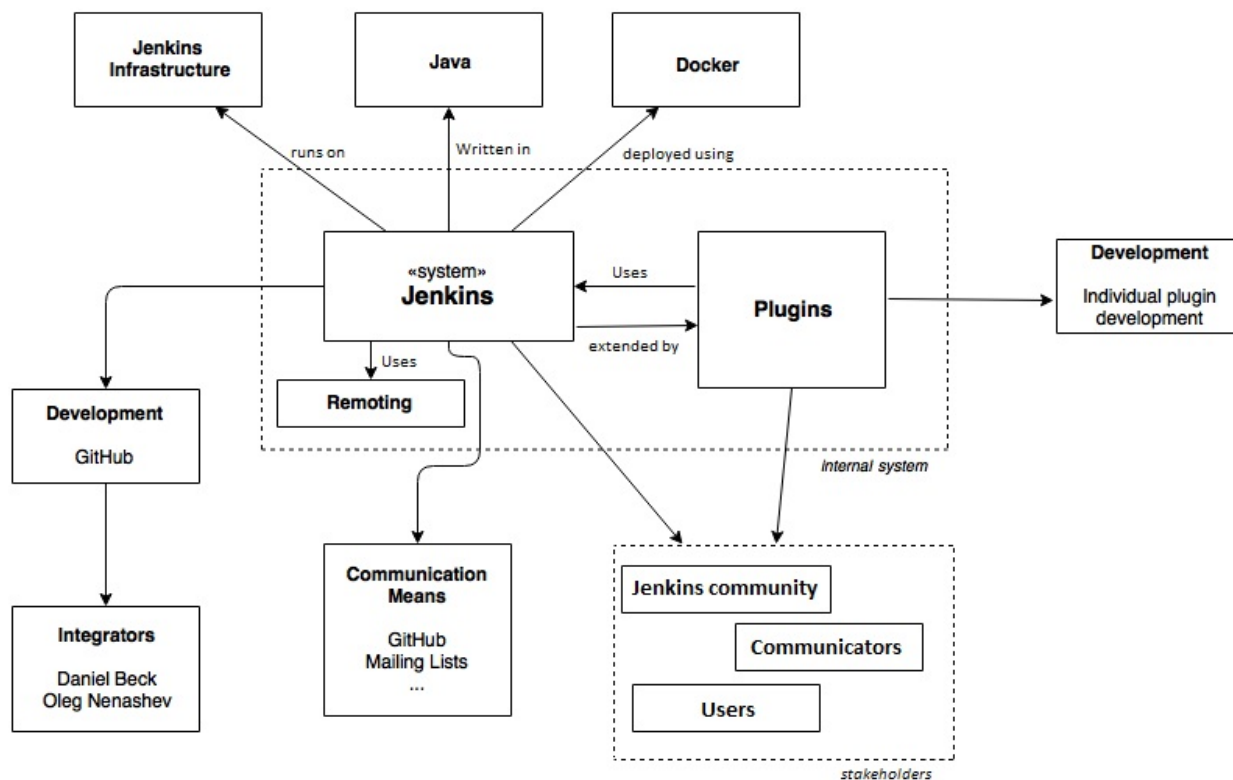 Jenkins
Infrastructure
Java
Docker
runs on
Written in
deployed using
«system»
Jenkins
Uses
extended by
Plugins
Development
Individual plugin
development
Uses
Remoting
internal system
Development
GitHub
Communication
Means
GitHub
Mailing Lists
...
Integrators
Daniel Beck
Oleg Nenashev
Jenkins community
Communicators
Users
stakeholders